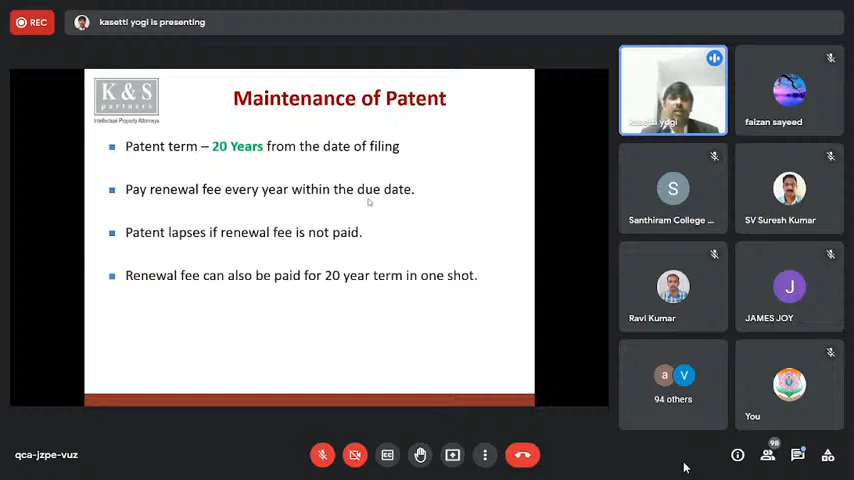 REC
kasetti yogi is presenting
K & S
partners
Intellectual Property Attorneys
Maintenance of Patent
Patent term – 20 Years from the date of filing
Pay renewal fee every year within the due date.
Patent lapses if renewal fee is not paid.
Renewal fee can also be paid for 20 year term in one shot.
kasetti yogi
faizan sayeed
S
Santhiram College ...
SV Suresh Kumar
Ravi Kumar
J
JAMES JOY
a
V
94 others
You
qca-jzpe-vuz
98